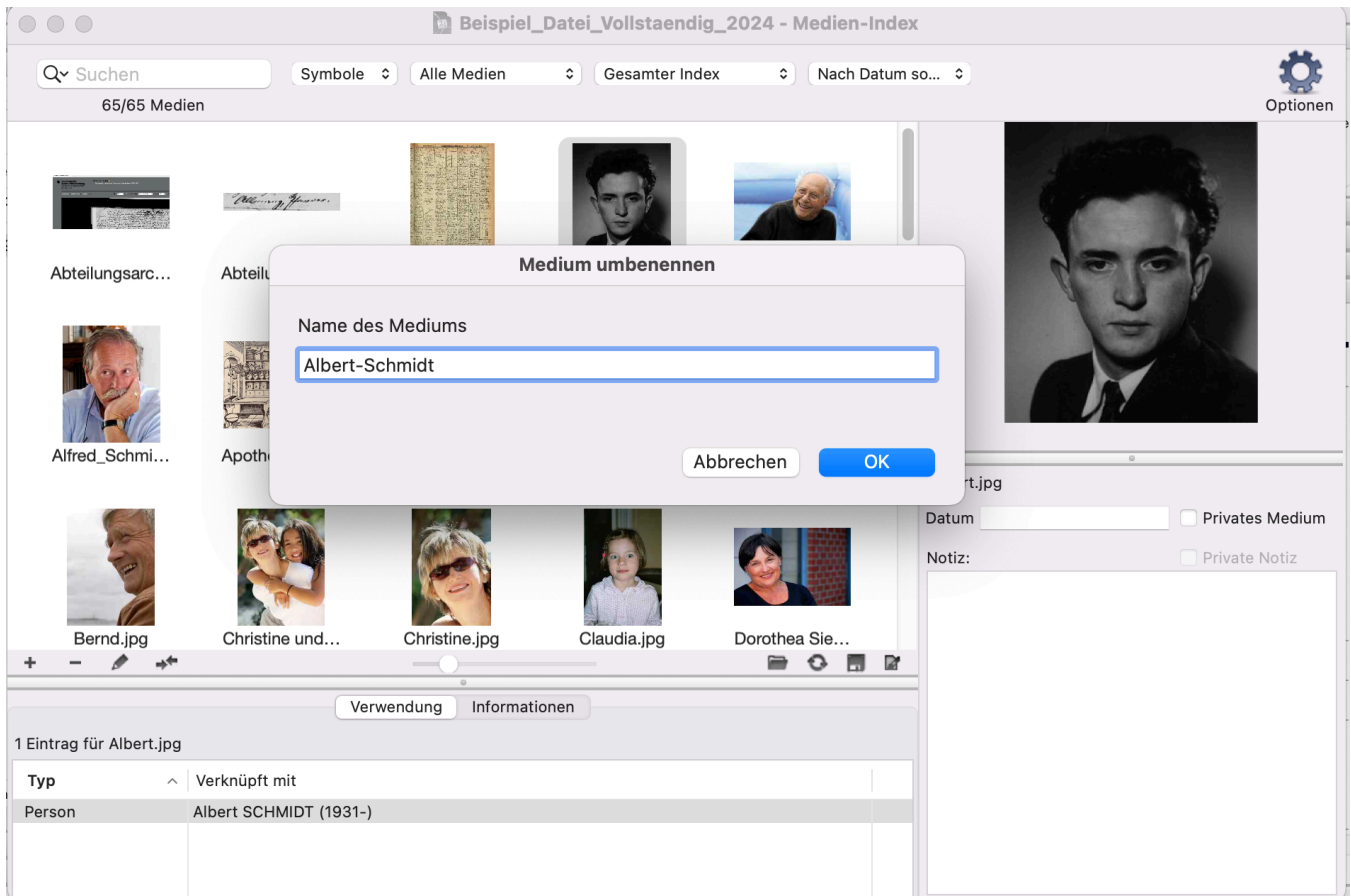 Beispiel_Datei_Vollstaendig_2024 - Medien-Index
Suchen
Symbole
Alle Medien
Gesamter Index
Nach Datum so...
65/65 Medien
Optionen
Abteilungsarc...
Abteilu
Medium umbenennen
Name des Mediums
Albert-Schmidt
Abbrechen
OK
Alfred_Schmi...
Apothe
rt.jpg
Datum
Privates Medium
Notiz:
Private Notiz
Bernd.jpg
Christine und...
Christine.jpg
Claudia.jpg
Dorothea Sie...
Verwendung
Informationen
1 Eintrag für Albert.jpg
Typ
Verknüpft mit
Person
Albert SCHMIDT (1931-)